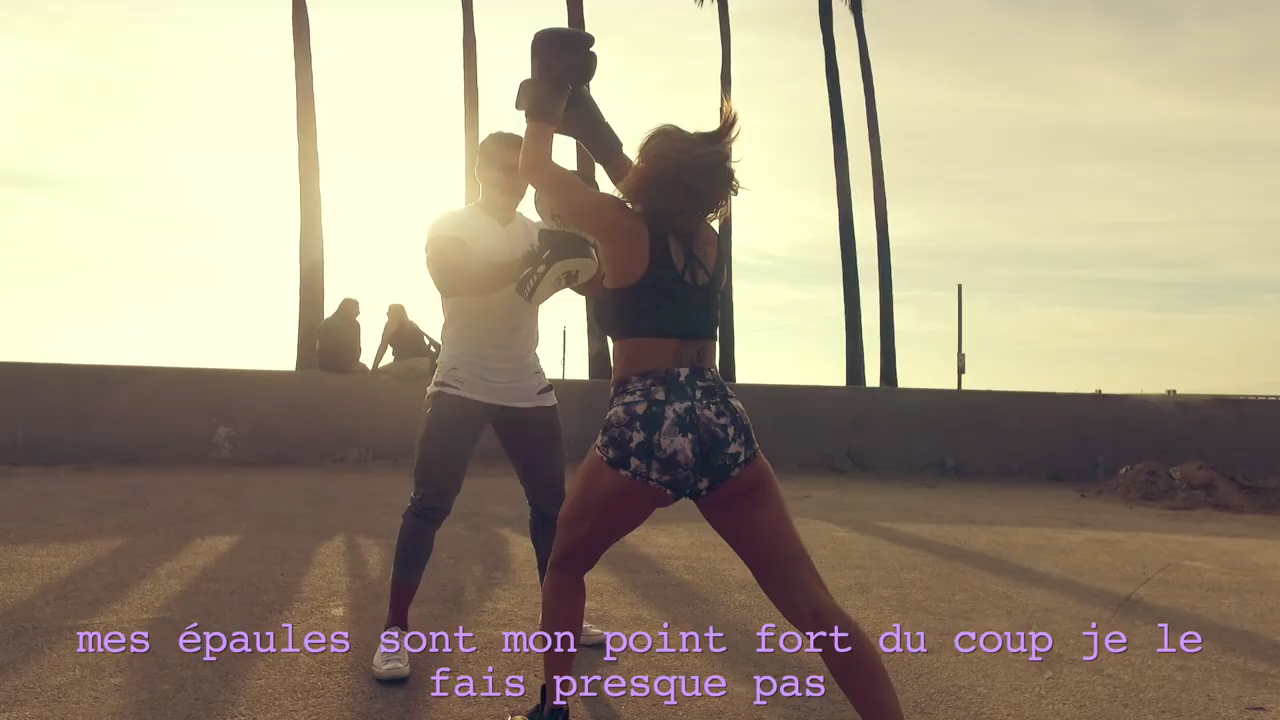 mes épaules sont mon point fort du coup je le
fais presque pas